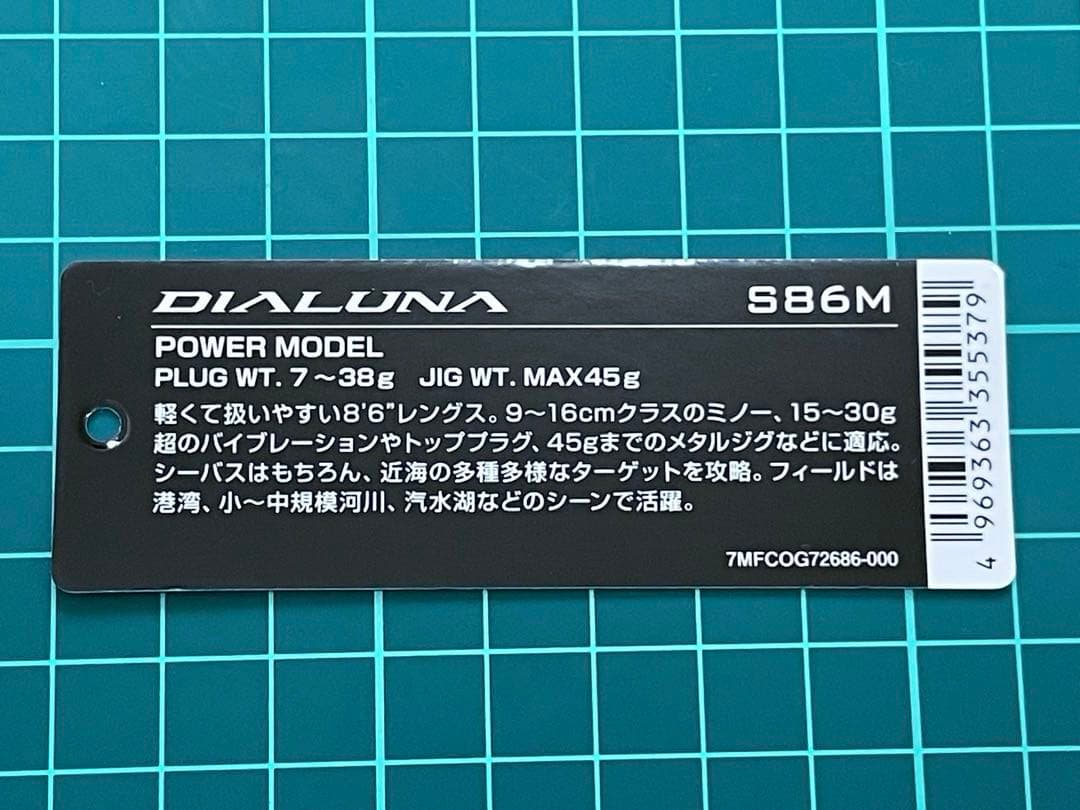 DIALUNA S86M
POWER MODEL
PLUG WT. 7～38g JIG WT. MAX45g
軽くて扱いやすい8'6"レングス。9～16cmクラスのミノー、15～30g
超のバイブレーションやトッププラグ、45gまでのメタルジグなどに適応。
シーバスはもちろん、近海の多種多様なターゲットを攻略。フィールドは
港湾、小～中規模河川、汽水湖などのシーンで活躍。
7MFCOG72686-000
4 969363 355379